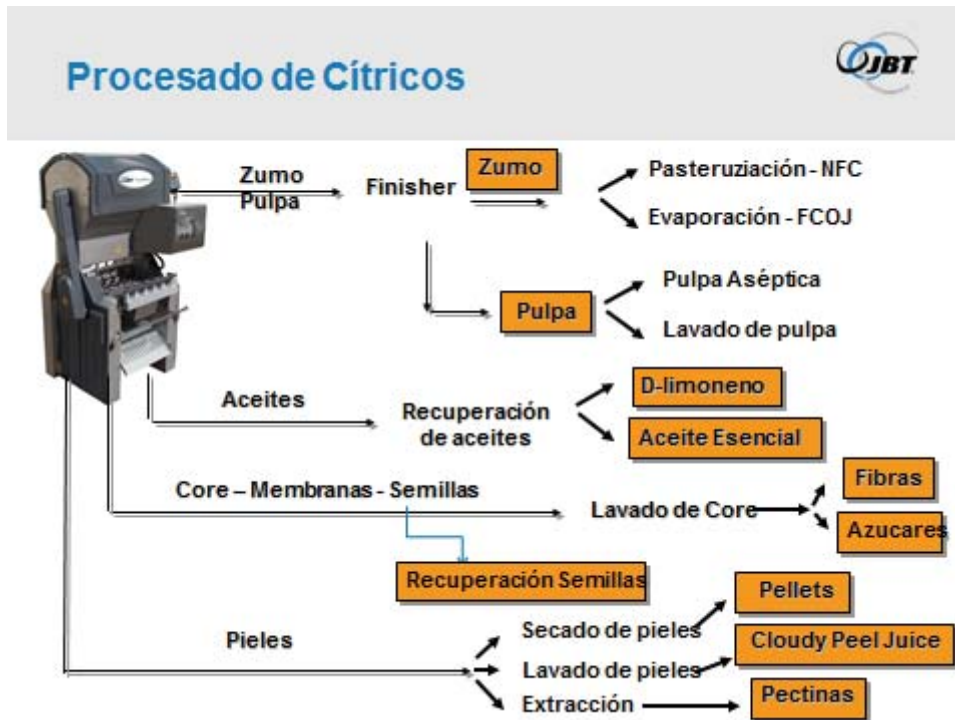 Procesado de Cítricos
JBT
Zumo
Pulpa
Finisher
Zumo
Pasteruziación - NFC
Evaporación - FCOJ
Pulpa
Pulpa Aséptica
Lavado de pulpa
Aceites
Recuperación
de aceites
D-limoneno
Aceite Esencial
Core – Membranas - Semillas
Lavado de Core
Fibras
Azucares
Recuperación Semillas
Pieles
Secado de pieles
Pellets
Lavado de pieles
Cloudy Peel Juice
Extracción
Pectinas